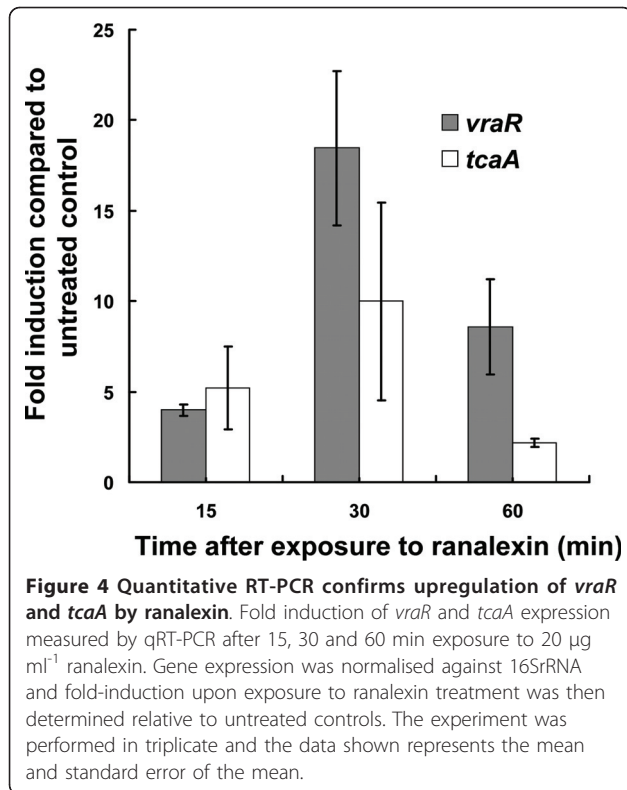 25
20
15
10
5
0
Fold induction compared to
untreated control
vraR
tcaA
15
30
60
Time after exposure to ranalexin (min)
Figure 4 Quantitative RT-PCR confirms upregulation of vraR
and tcaA by ranalexin. Fold induction of vraR and tcaA expression
measured by qRT-PCR after 15, 30 and 60 min exposure to 20 μg
ml⁻¹ ranalexin. Gene expression was normalised against 16SrRNA
and fold-induction upon exposure to ranalexin treatment was then
determined relative to untreated controls. The experiment was
performed in triplicate and the data shown represents the mean
and standard error of the mean.